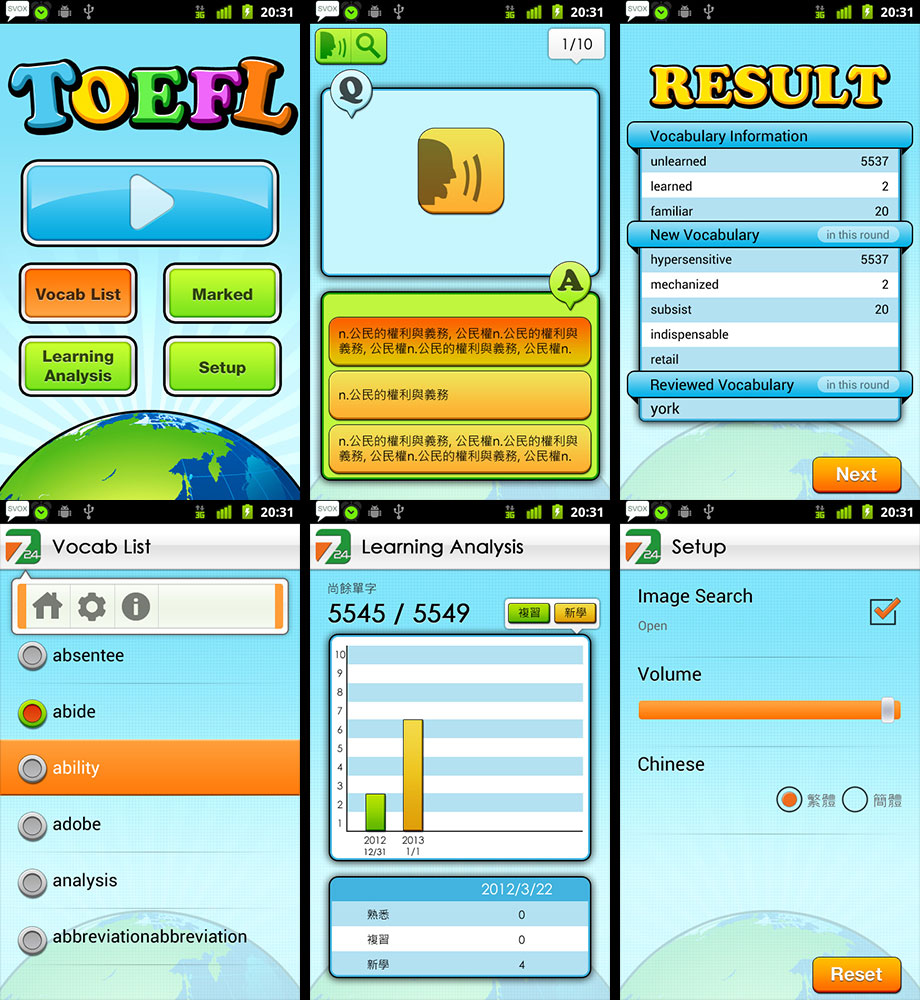 SVOX
3G
20:31
TOEFL
Vocab List
Marked
Learning
Analysis
Setup
SVOX
3G
20:31
1/10
Q
A
n.公民的權利與義務, 公民權n.公民的權利與
義務, 公民權n.公民的權利與義務, 公民權n.
n.公民的權利與義務
n.公民的權利與義務, 公民權n.公民的權利與
義務, 公民權n.公民的權利與義務, 公民權n.
SVOX
3G
20:31
RESULT
Vocabulary Information
unlearned 5537
learned 2
familiar 20
New Vocabulary in this round
hypersensitive 5537
mechanized 2
subsist 20
indispensable
retail
Reviewed Vocabulary in this round
york
Next
SVOX
3G
20:31
724 Vocab List
absentee
abide
ability
adobe
analysis
abbreviationabbreviation
SVOX
3G
20:31
724 Learning Analysis
尚餘單字
5545 / 5549
複習 新學
10
9
8
7
6
5
4
3
2
1
2012 2013
12/31 1/1
2012/3/22
熟悉 0
複習 0
新學 4
SVOX
3G
20:31
724 Setup
Image Search
Open
Volume
Chinese
繁體 簡體
Reset